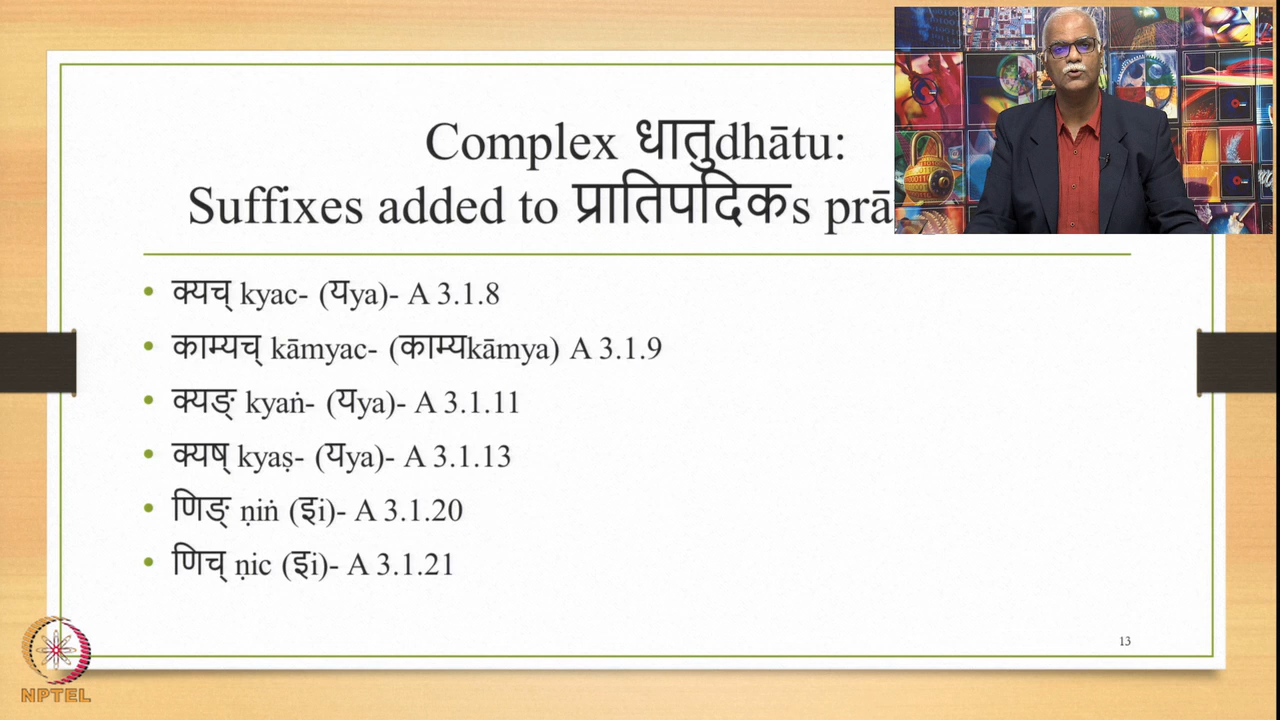 Complex धातुdhātu:
Suffixes added to प्रातिपदिकs prā
• क्यच् kyac- (यya)- A 3.1.8
• काम्यच् kāmyac- (काम्यkāmya) A 3.1.9
• क्यङ् kyaṅ- (यya)- A 3.1.11
• क्यष् kyaṣ- (यya)- A 3.1.13
• णिङ् ṇiṅ (इi)- A 3.1.20
• णिच् ṇic (इi)- A 3.1.21
13
NPTEL